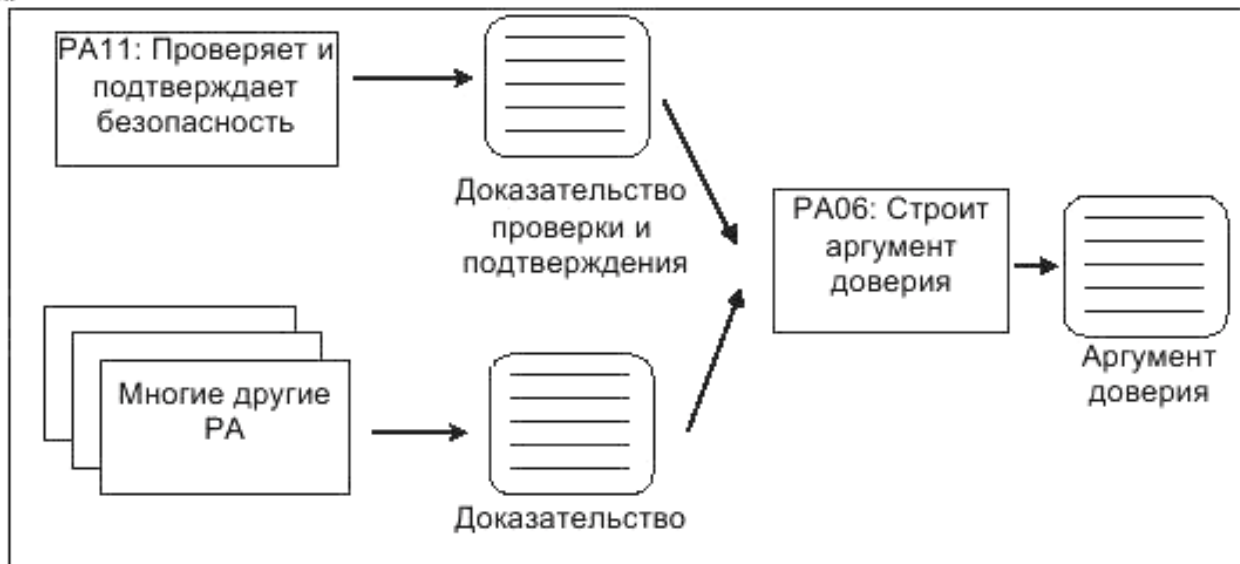 PA11: Проверяет и
подтверждает
безопасность
Доказательство
проверки и
подтверждения
PA06: Строит
аргумент
доверия
Аргумент
доверия
Многие другие
PA
Доказательство